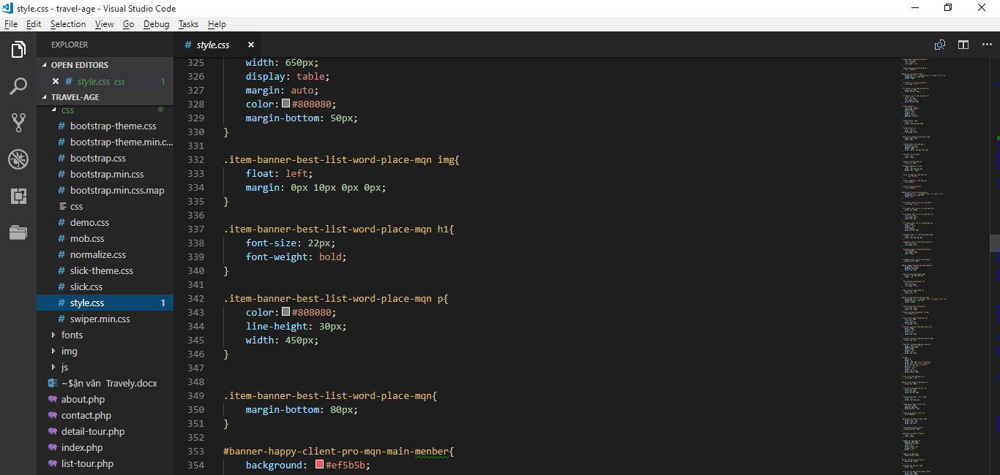 style.css - travel-age - Visual Studio Code
File Edit Selection View Go Debug Tasks Help
EXPLORER
OPEN EDITORS
style.css css 1
TRAVEL-AGE
css
bootstrap-theme.css
bootstrap-theme.min.c...
bootstrap.css
bootstrap.min.css
bootstrap.min.css.map
css
demo.css
mob.css
normalize.css
slick-theme.css
slick.css
style.css 1
swiper.min.css
fonts
img
js
~$ận văn Travely.docx
about.php
contact.php
detail-tour.php
index.php
list-tour.php
# style.css
325 width: 650px;
326 display: table;
327 margin: auto;
328 color: #808080;
329 margin-bottom: 50px;
330 }
331
332 .item-banner-best-list-word-place-mqn img{
333 float: left;
334 margin: 0px 10px 0px 0px;
335 }
336
337 .item-banner-best-list-word-place-mqn h1{
338 font-size: 22px;
339 font-weight: bold;
340 }
341
342 .item-banner-best-list-word-place-mqn p{
343 color: #808080;
344 line-height: 30px;
345 width: 450px;
346 }
347
348
349 .item-banner-best-list-word-place-mqn{
350 margin-bottom: 80px;
351 }
352
353 #banner-happy-client-pro-mqn-main-menber{
354 background: #ef5b5b;